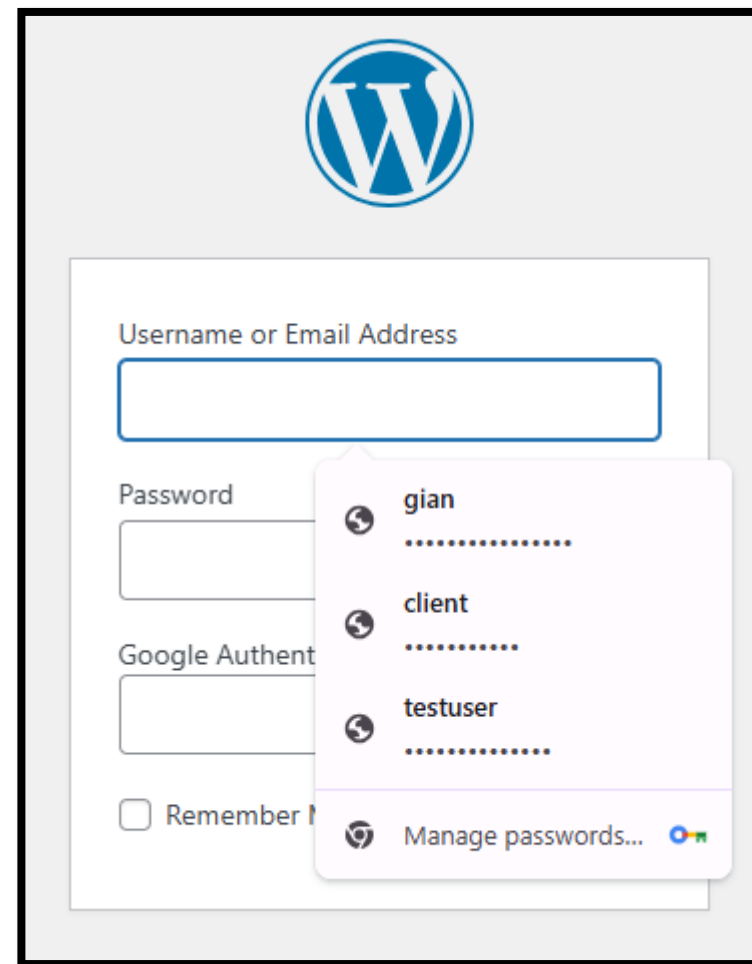 Username or Email Address
Password
gian
••••••••••••••••
client
•••••••••••
Google Authent
testuser
••••••••••••••
Remember M
Manage passwords...